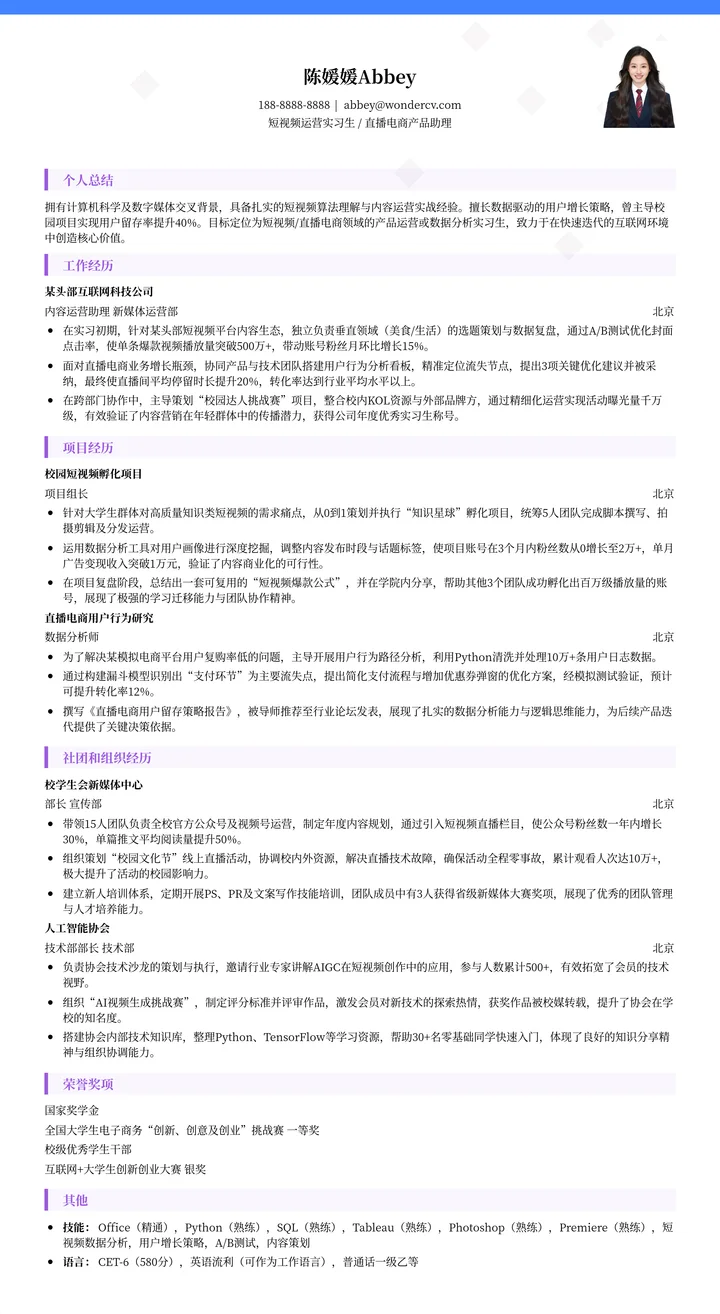 陈媛媛Abbey
188-8888-8888 | abbey@wondercv.com
短视频运营实习生 / 直播电商产品助理
个人总结
拥有计算机科学及数字媒体交叉背景，具备扎实的短视频算法理解与内容运营实战经验。擅长数据驱动的用户增长策略，曾主导校
园项目实现用户留存率提升40%。目标定位为短视频/直播电商领域的产品运营或数据分析实习生，致力于在快速迭代的互联网环境
中创造核心价值。
工作经历
某头部互联网科技公司
内容运营助理 新媒体运营部 北京
• 在实习初期，针对某头部短视频平台内容生态，独立负责垂直领域（美食/生活）的选题策划与数据复盘，通过A/B测试优化封面
点击率，使单条爆款视频播放量突破500万+，带动账号粉丝月环比增长15%。
• 面对直播电商业务增长瓶颈，协同产品与技术团队搭建用户行为分析看板，精准定位流失节点，提出3项关键优化建议并被采
纳，最终使直播间平均停留时长提升20%，转化率达到行业平均水平以上。
• 在跨部门协作中，主导策划“校园达人挑战赛”项目，整合校内KOL资源与外部品牌方，通过精细化运营实现活动曝光量千万
级，有效验证了内容营销在年轻群体中的传播潜力，获得公司年度优秀实习生称号。
项目经历
校园短视频孵化项目
项目组长 北京
• 针对大学生群体对高质量知识类短视频的需求痛点，从0到1策划并执行“知识星球”孵化项目，统筹5人团队完成脚本撰写、拍
摄剪辑及分发运营。
• 运用数据分析工具对用户画像进行深度挖掘，调整内容发布时段与话题标签，使项目账号在3个月内粉丝数从0增长至2万+，单月
广告变现收入突破1万元，验证了内容商业化的可行性。
• 在项目复盘阶段，总结出一套可复用的“短视频爆款公式”，并在学院内分享，帮助其他3个团队成功孵化出百万级播放量的账
号，展现了极强的学习迁移能力与团队协作精神。
直播电商用户行为研究
数据分析师 北京
• 为了解决某模拟电商平台用户复购率低的问题，主导开展用户行为路径分析，利用Python清洗并处理10万+条用户日志数据。
• 通过构建漏斗模型识别出“支付环节”为主要流失点，提出简化支付流程与增加优惠券弹窗的优化方案，经模拟测试验证，预计
可提升转化率12%。
• 撰写《直播电商用户留存策略报告》，被导师推荐至行业论坛发表，展现了扎实的数据分析能力与逻辑思维能力，为后续产品迭
代提供了关键决策依据。
社团和组织经历
校学生会新媒体中心
部长 宣传部 北京
• 带领15人团队负责全校官方公众号及视频号运营，制定年度内容规划，通过引入短视频直播栏目，使公众号粉丝数一年内增长
30%，单篇推文平均阅读量提升50%。
• 组织策划“校园文化节”线上直播活动，协调校内外资源，解决直播技术故障，确保活动全程零事故，累计观看人次达10万+，
极大提升了活动的校园影响力。
• 建立新人培训体系，定期开展PS、PR及文案写作技能培训，团队成员中有3人获得省级新媒体大赛奖项，展现了优秀的团队管理
与人才培养能力。
人工智能协会
技术部部长 技术部 北京
• 负责协会技术沙龙的策划与执行，邀请行业专家讲解AIGC在短视频创作中的应用，参与人数累计500+，有效拓宽了会员的技术
视野。
• 组织“AI视频生成挑战赛”，制定评分标准并评审作品，激发会员对新技术的探索热情，获奖作品被校媒转载，提升了协会在学
校的知名度。
• 搭建协会内部技术知识库，整理Python、TensorFlow等学习资源，帮助30+名零基础同学快速入门，体现了良好的知识分享精
神与组织协调能力。
荣誉奖项
国家奖学金
全国大学生电子商务“创新、创意及创业”挑战赛 一等奖
校级优秀学生干部
互联网+大学生创新创业大赛 银奖
其他
• 技能： Office（精通），Python（熟练），SQL（熟练），Tableau（熟练），Photoshop（熟练），Premiere（熟练），短
视频数据分析，用户增长策略，A/B测试，内容策划
• 语言： CET-6（580分），英语流利（可作为工作语言），普通话一级乙等